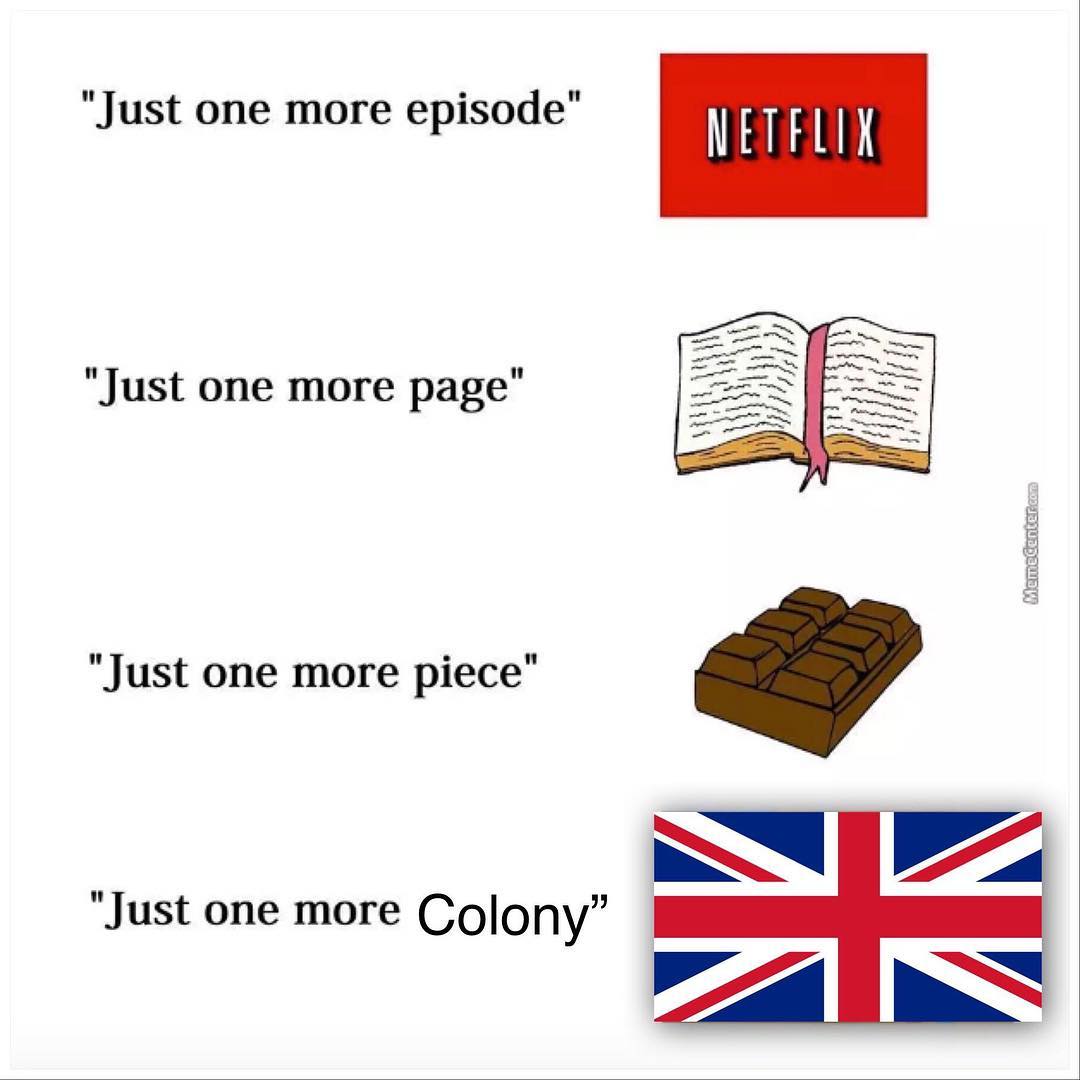 "Just one more episode"
NETFLIX
"Just one more page"
MemeCenter.com
"Just one more piece"
"Just one more Colony”